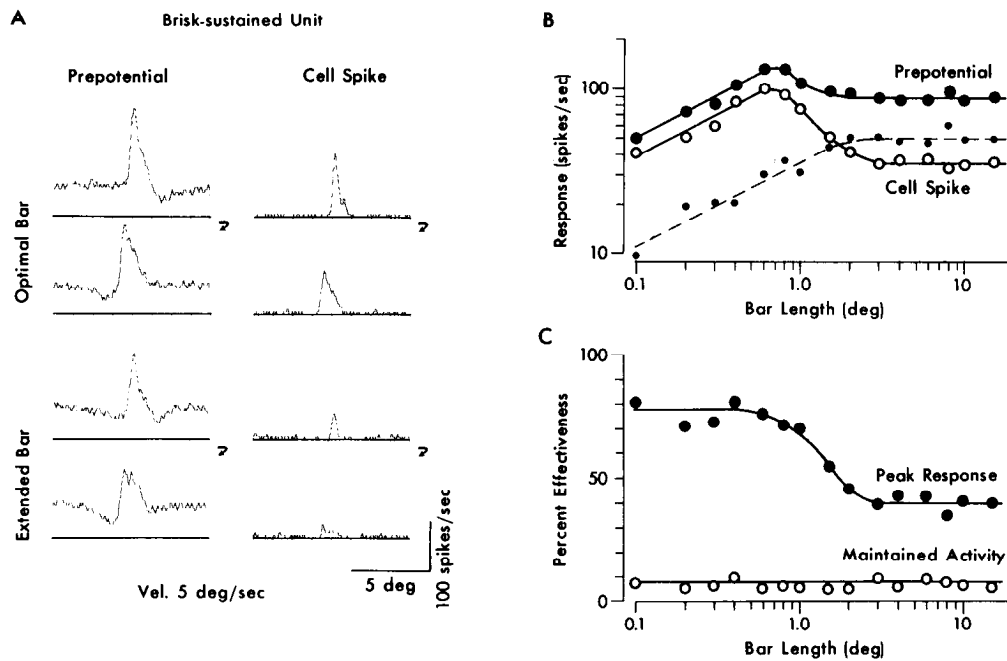 A
Brisk-sustained Unit
Prepotential
Cell Spike
Optimal Bar
Extended Bar
5 deg
100 spikes/sec
Vel. 5 deg/sec
B
Response (spikes/sec)
100
10
Prepotential
Cell Spike
0.1
1.0
10
Bar Length (deg)
C
Percent Effectiveness
100
50
0
Peak Response
Maintained Activity
0.1
1.0
10
Bar Length (deg)